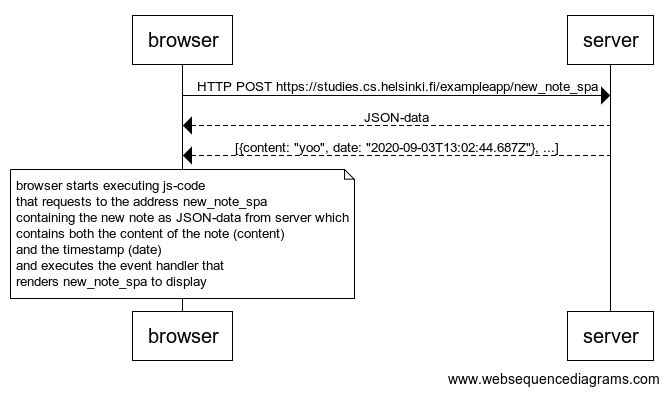 browser
server
HTTP POST https://studies.cs.helsinki.fi/exampleapp/new_note_spa
JSON-data
[{content: "yoo", date: "2020-09-03T13:02:44.687Z"}, ...]
browser starts executing js-code
that requests to the address new_note_spa
containing the new note as JSON-data from server which
contains both the content of the note (content)
and the timestamp (date)
and executes the event handler that
renders new_note_spa to display
browser
server
www.websequencediagrams.com